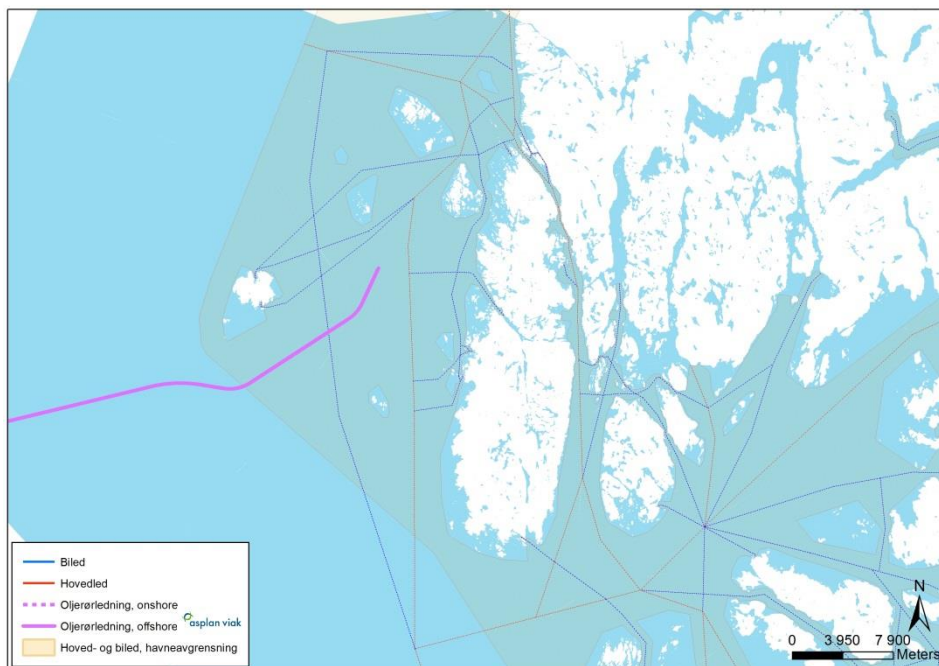 Biled
Hovedled
Oljerørledning, onshore
Oljerørledning, offshore
asplan viak
Hoved- og biled, havneavgrensning
N
0 3 950 7 900
Meters